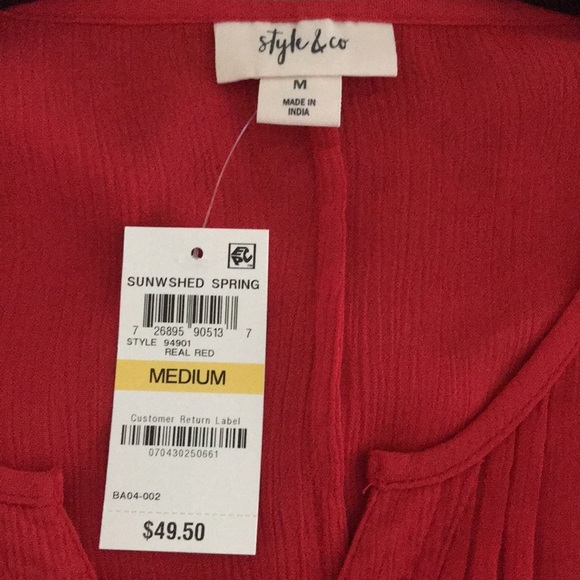 style & co
M
MADE IN
INDIA
SUNWSHED SPRING
7 26895 90513 7
STYLE 94901
REAL RED
MEDIUM
Customer Return Label
070430250661
BA04-002
$49.50